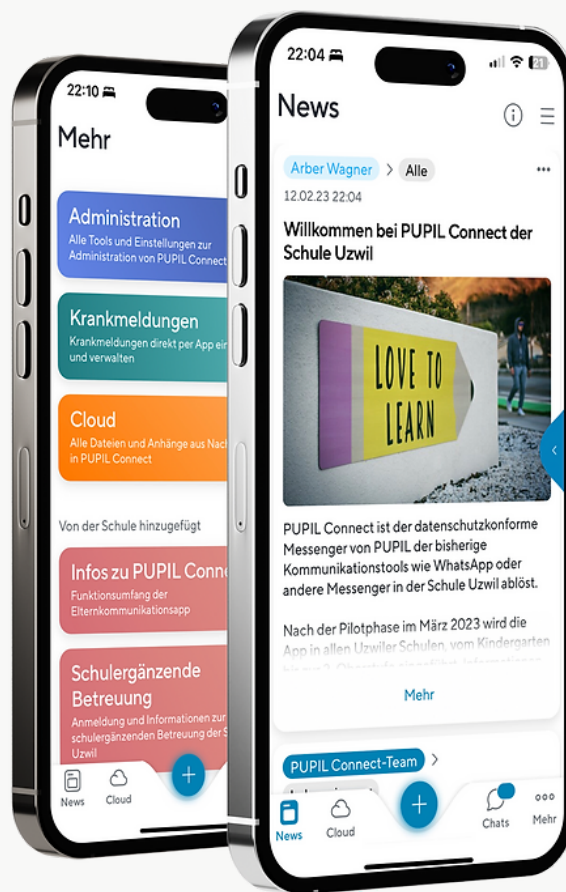 22:10
Mehr
Administration
Alle Tools und Einstellungen zur
Administration von PUPIL Connect
Krankmeldungen
Krankmeldungen direkt per App
und verwalten
Cloud
Alle Dateien und Anhänge aus
in PUPIL Connect
Von der Schule hinzugefügt
Infos zu PUPIL
Funktionsumfang der
Elternkommunikationsapp
Schulergänzende
Betreuung
Anmeldung und Informationen zur
schulergänzenden Betreuung der
Uzwil
News
Cloud
22:04
21
News
Arber Wagner > Alle
12.02.23 22:04
Willkommen bei PUPIL Connect der
Schule Uzwil
LOVE TO
LEARN
PUPIL Connect ist der datenschutzkonforme
Messenger von PUPIL der bisherige
Kommunikationstools wie WhatsApp oder
andere Messenger in der Schule Uzwil ablöst.
Nach der Pilotphase im März 2023 wird die
App in allen Uzwiler Schulen, vom Kindergarten
Mehr
PUPIL Connect-Team >
News
Cloud
Chats
Mehr